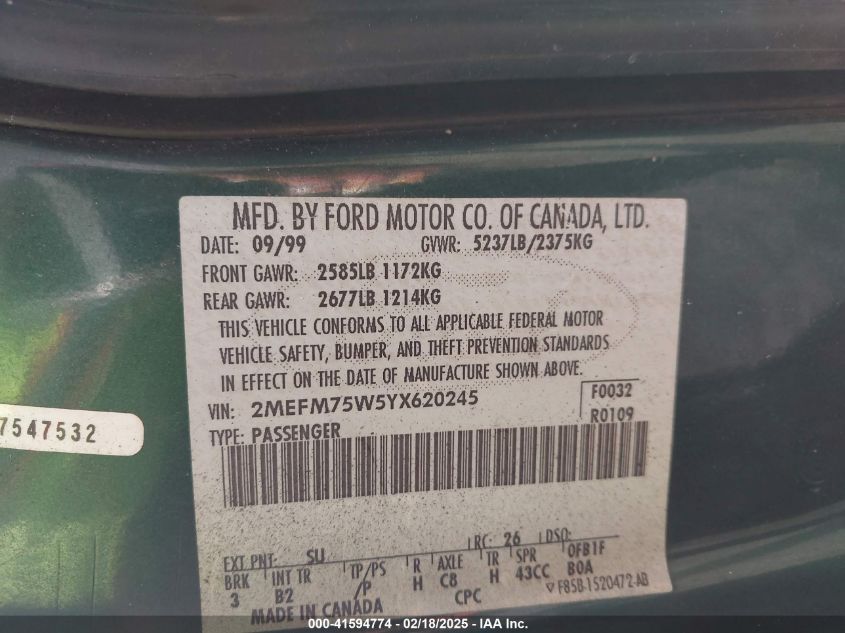 MFD. BY FORD MOTOR CO. OF CANADA, LTD.
DATE: 09/99 GVWR: 5237LB/2375KG
FRONT GAWR: 2585LB 1172KG
REAR GAWR: 2677LB 1214KG
THIS VEHICLE CONFORMS TO ALL APPLICABLE FEDERAL MOTOR
VEHICLE SAFETY, BUMPER, AND THEFT PREVENTION STANDARDS
IN EFFECT ON THE DATE OF MANUFACTURE SHOWN ABOVE.
VIN: 2MEFM75W5YX620245 F0032
TYPE: PASSENGER R0109
7547532
EXT PNT: SU RC: 26 DSO:
BRK INT TR TP/PS R AXLE TR SPR 0FB1F
3 B2 /P H C8 H 43CC B0A
CPC
MADE IN CANADA ▽ F85B-1520472-AB
000-41594774 - 02/18/2025 - IAA Inc.